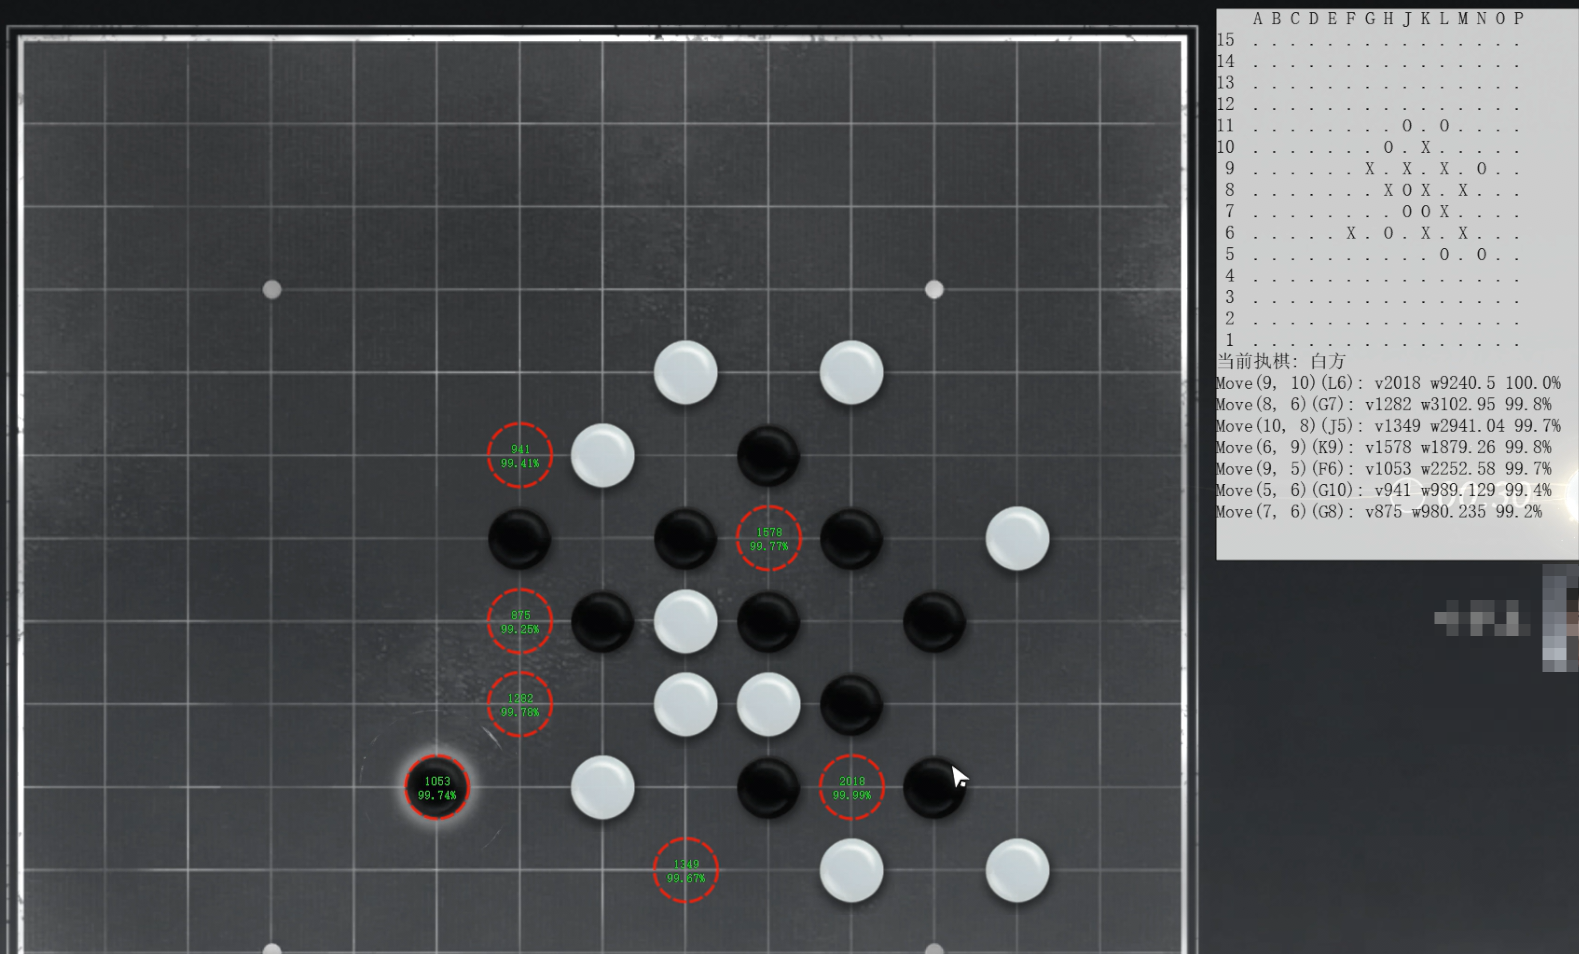 A B C D E F G H J K L M N O P
15 . . . . . . . . . . . . . . .
14 . . . . . . . . . . . . . . .
13 . . . . . . . . . . . . . . .
12 . . . . . . . . . . . . . . .
11 . . . . . . . . O . O . . . .
10 . . . . . . . O . X . . . . .
9 . . . . . . X . X . X . O . .
8 . . . . . . . X O X . X . . .
7 . . . . . . . . O O X . . . .
6 . . . . . X . O . X . X . . .
5 . . . . . . . . . . O . O . .
4 . . . . . . . . . . . . . . .
3 . . . . . . . . . . . . . . .
2 . . . . . . . . . . . . . . .
1 . . . . . . . . . . . . . . .
当前执棋: 白方
Move(9, 10)(L6): v2018 w9240.5 100.0%
Move(8, 6)(G7): v1282 w3102.95 99.8%
Move(10, 8)(J5): v1349 w2941.04 99.7%
Move(6, 9)(K9): v1578 w1879.26 99.8%
Move(9, 5)(F6): v1053 w2252.58 99.7%
Move(5, 6)(G10): v941 w989.129 99.4%
Move(7, 6)(G8): v875 w980.235 99.2%
941
99.41%
1578
99.77%
875
99.25%
1282
99.78%
1053
99.74%
2018
99.99%
1349
99.67%